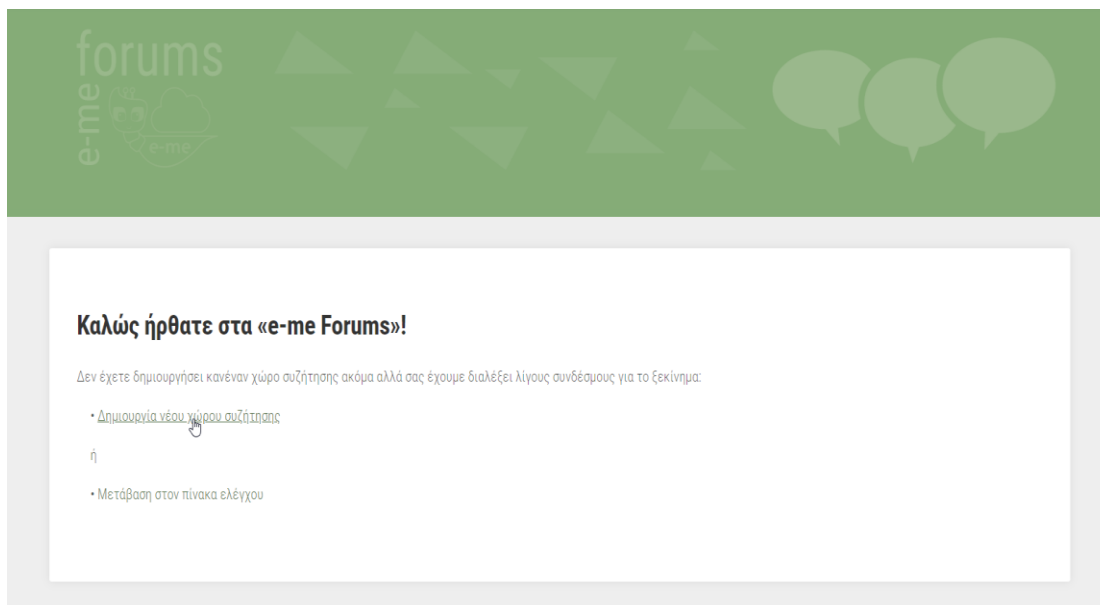 forums
e-me
e-me
Καλώς ήρθατε στα «e-me Forums»!
Δεν έχετε δημιουργήσει κανέναν χώρο συζήτησης ακόμα αλλά σας έχουμε διαλέξει λίγους συνδέσμους για το ξεκίνημα:
• Δημιουργία νέου χώρου συζήτησης
ή
• Μετάβαση στον πίνακα ελέγχου